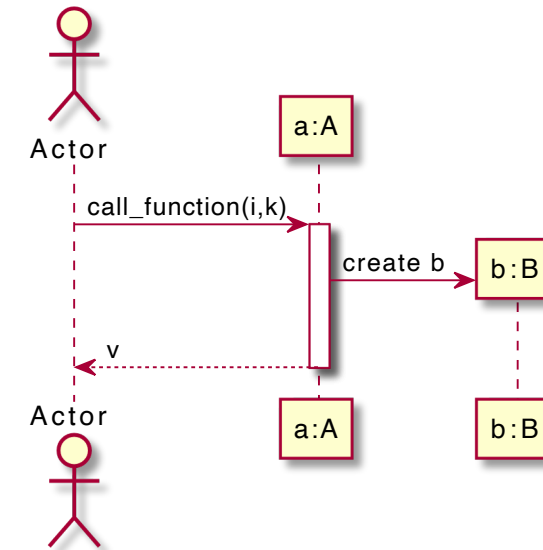 Actor
a:A
call_function(i,k)
create b
b:B
v
Actor
a:A
b:B